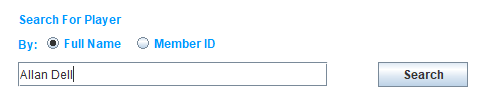 Search For Player
By: Full Name Member ID
Allan Dell Search